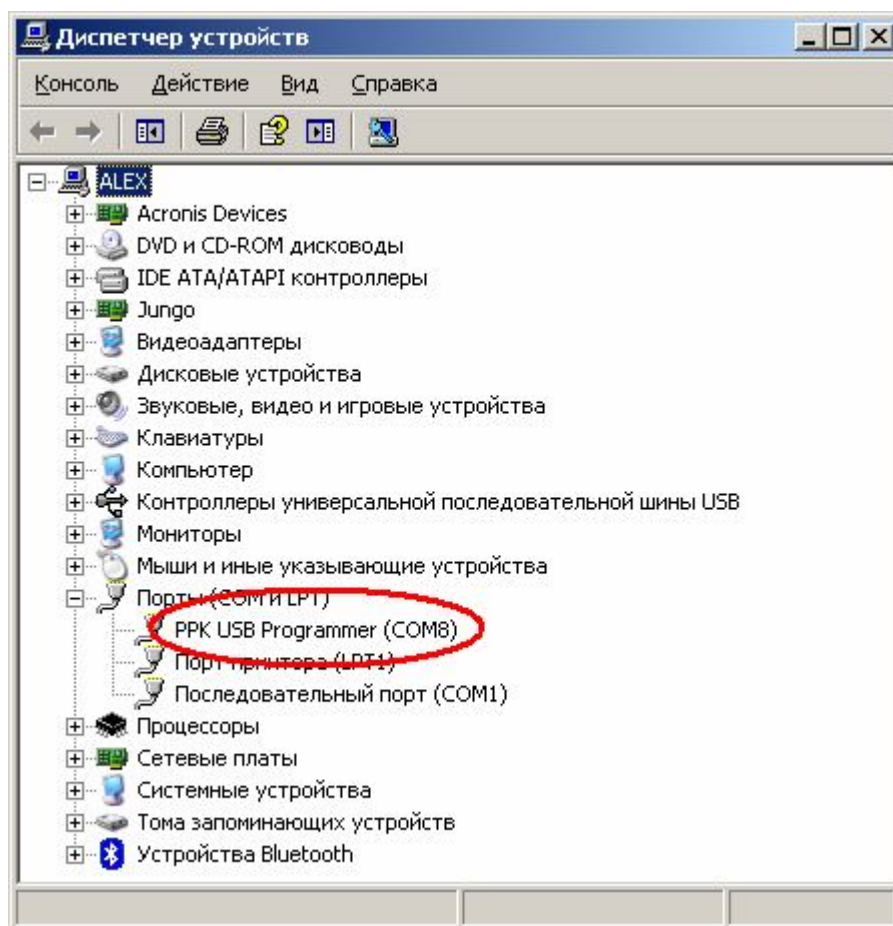 Диспетчер устройств
Консоль Действие Вид Справка
ALEX
Acronis Devices
DVD и CD-ROM дисководы
IDE ATA/ATAPI контроллеры
Jungo
Видеоадаптеры
Дисковые устройства
Звуковые, видео и игровые устройства
Клавиатуры
Компьютер
Контроллеры универсальной последовательной шины USB
Мониторы
Мыши и иные указывающие устройства
Порты (COM и LPT)
PPK USB Programmer (COM8)
Порт принтера (LPT1)
Последовательный порт (COM1)
Процессоры
Сетевые платы
Системные устройства
Тома запоминающих устройств
Устройства Bluetooth